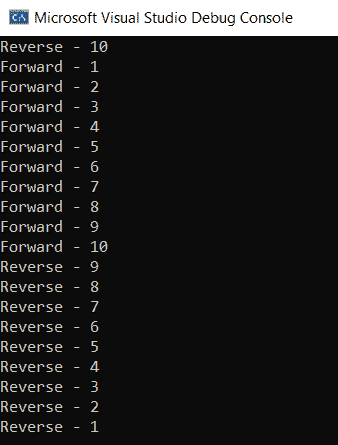 Microsoft Visual Studio Debug Console
Reverse - 10
Forward - 1
Forward - 2
Forward - 3
Forward - 4
Forward - 5
Forward - 6
Forward - 7
Forward - 8
Forward - 9
Forward - 10
Reverse - 9
Reverse - 8
Reverse - 7
Reverse - 6
Reverse - 5
Reverse - 4
Reverse - 3
Reverse - 2
Reverse - 1